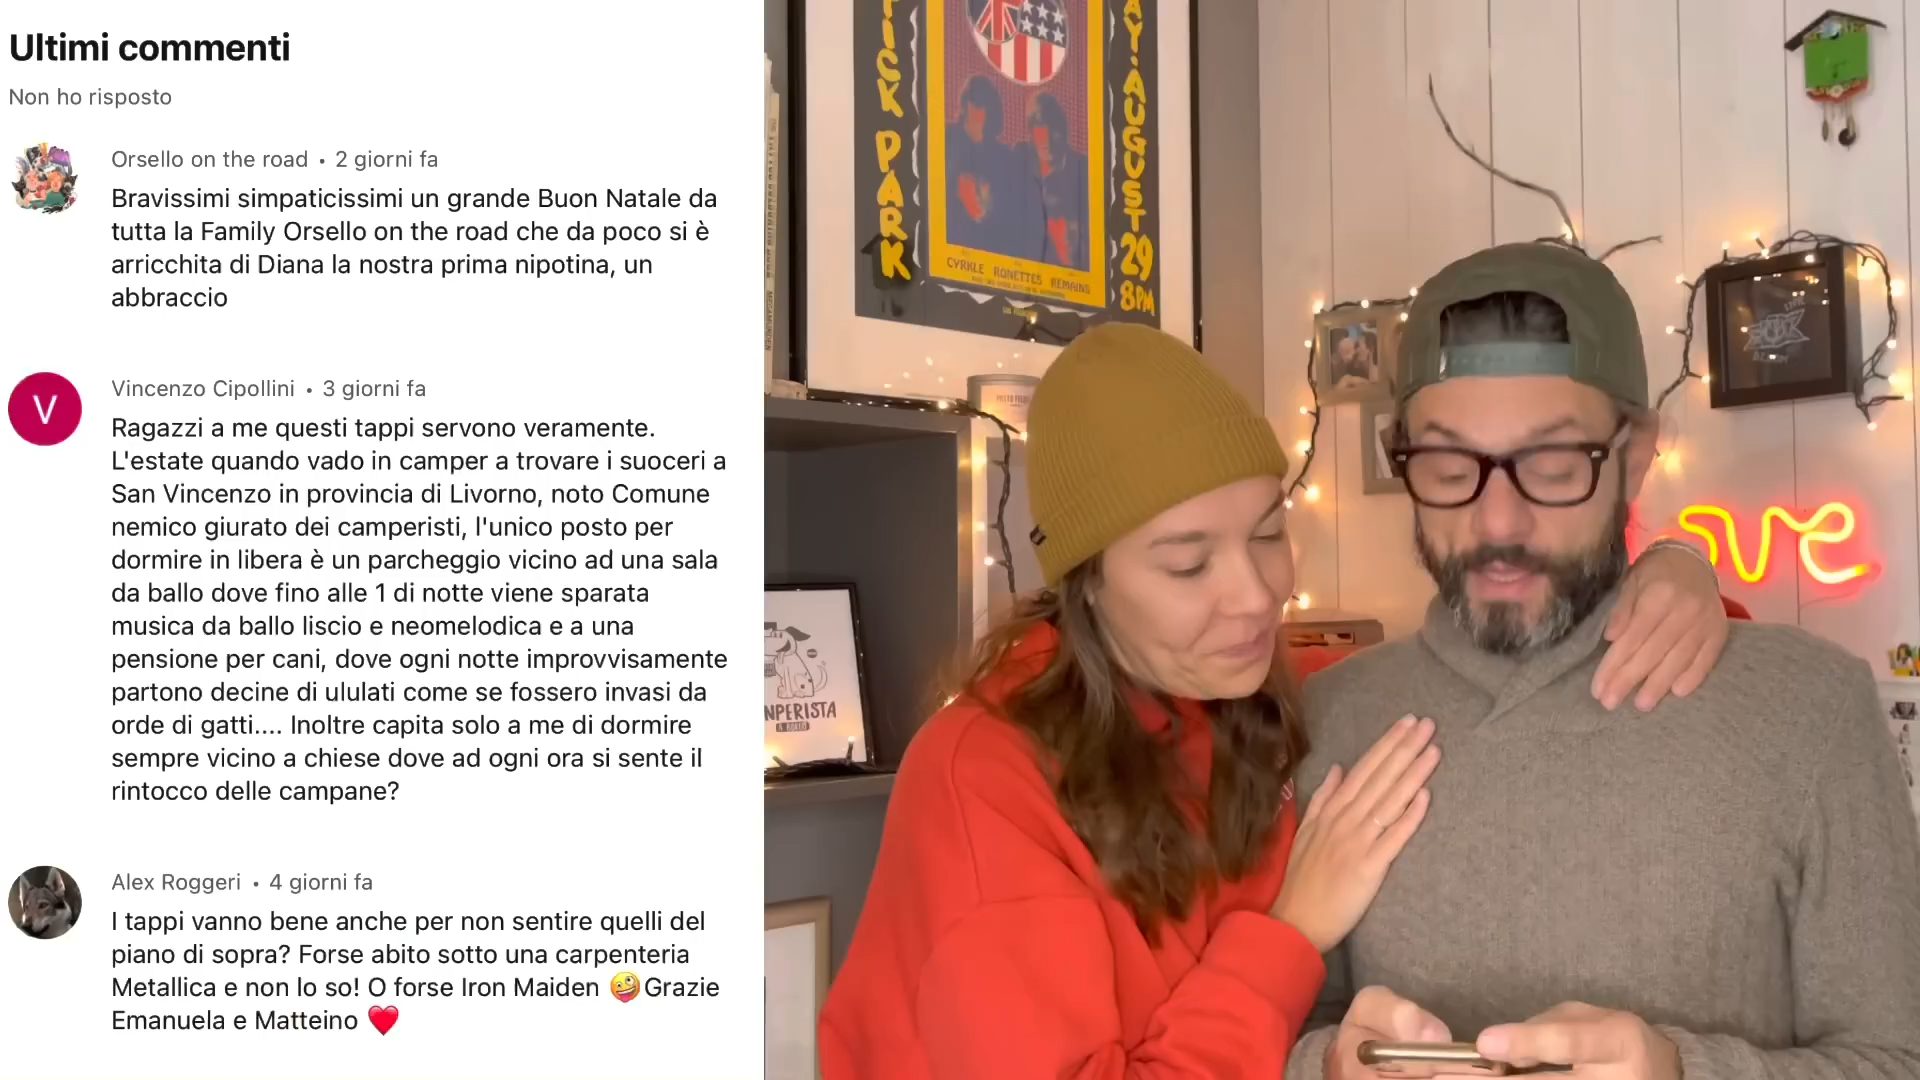 Ultimi commenti
Non ho risposto
Orsello on the road • 2 giorni fa
Bravissimi simpaticissimi un grande Buon Natale da
tutta la Family Orsello on the road che da poco si è
arricchita di Diana la nostra prima nipotina, un
abbraccio
V
Vincenzo Cipollini • 3 giorni fa
Ragazzi a me questi tappi servono veramente.
L'estate quando vado in camper a trovare i suoceri a
San Vincenzo in provincia di Livorno, noto Comune
nemico giurato dei camperisti, l'unico posto per
dormire in libera è un parcheggio vicino ad una sala
da ballo dove fino alle 1 di notte viene sparata
musica da ballo liscio e neomelodica e a una
pensione per cani, dove ogni notte improvvisamente
partono decine di ululati come se fossero invasi da
orde di gatti.... Inoltre capita solo a me di dormire
sempre vicino a chiese dove ad ogni ora si sente il
rintocco delle campane?
Alex Roggeri • 4 giorni fa
I tappi vanno bene anche per non sentire quelli del
piano di sopra? Forse abito sotto una carpenteria
Metallica e non lo so! O forse Iron Maiden 🤪Grazie
Emanuela e Matteino ❤️
TICK PARK
AY·AUGUST 29
8PM
CYRKLE RONETTES REMAINS
NPERISTA
ove